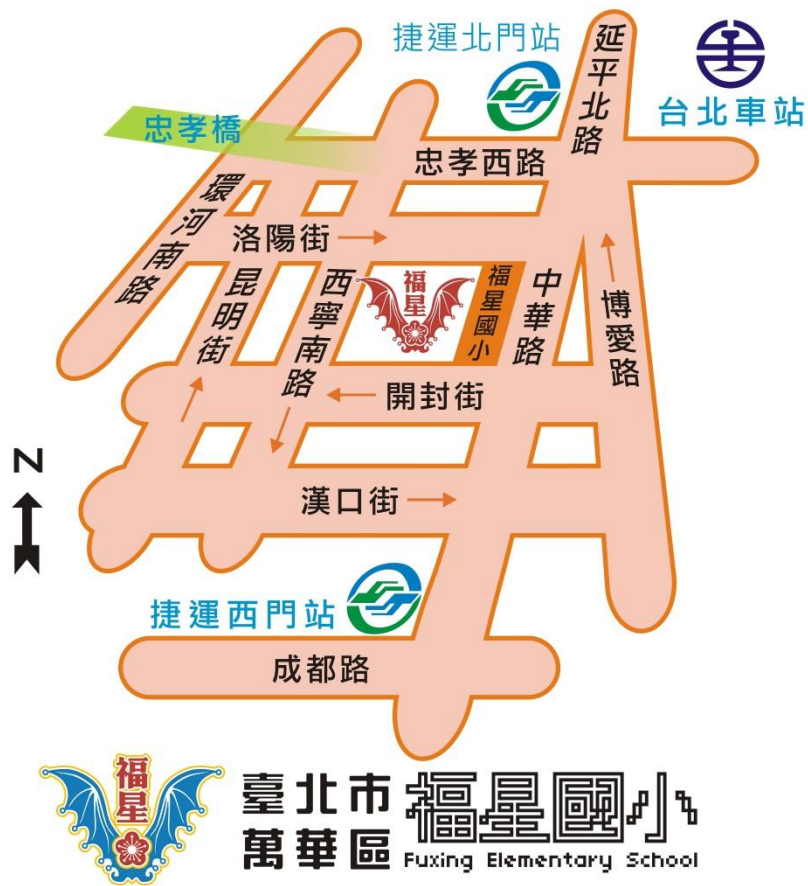 捷運北門站
延平北路
台北車站
忠孝橋
忠孝西路
環河南路
洛陽街
昆明街
西寧南路
福星
福星國小
中華路
博愛路
開封街
N
漢口街
捷運西門站
成都路
福星
臺北市
萬華區
福星國小
Fuxing Elementary School